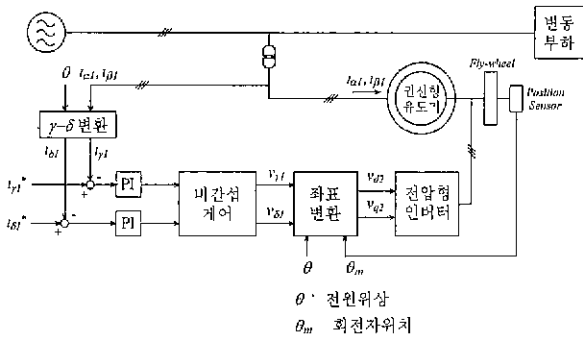 변동
부하
Fly-wheel
Position
Sensor
θ
i_α1, i_β1
i_α1, i_β1
권선형
유도기
γ-δ 변환
i_δ1
i_γ1
i_γ1*
-
+
PI
비간섭
제어
v_γ1
좌표
변환
v_d2
전압형
인버터
i_δ1*
-
+
PI
v_δ1
v_q2
θ
θ_m
θ : 전원위상
θ_m 회전자위치